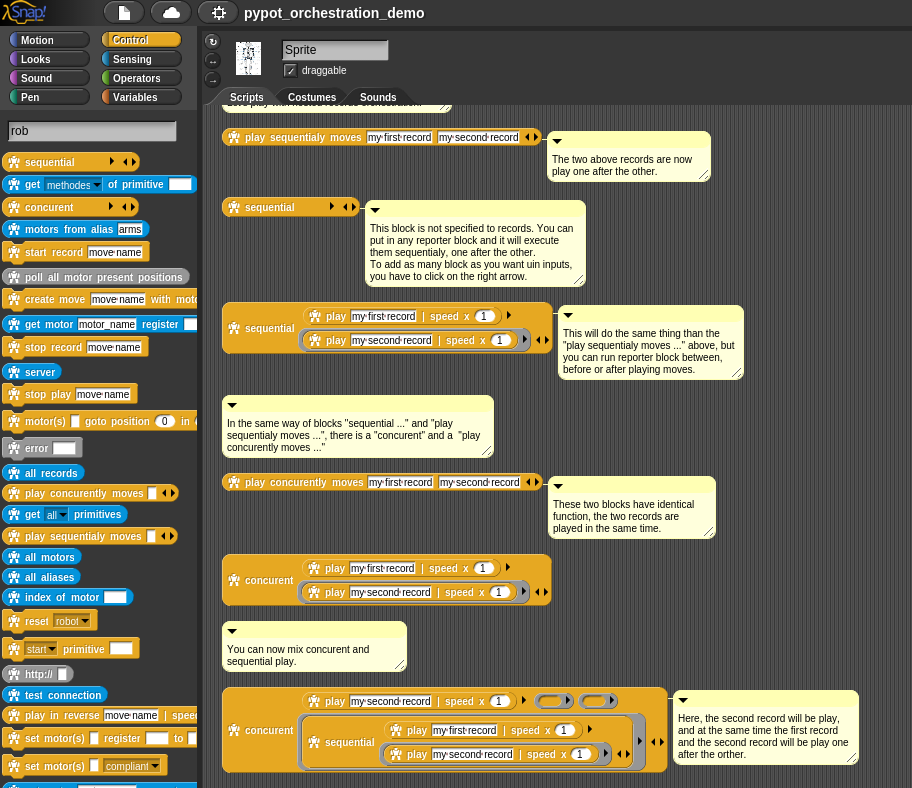 Snap!
pypot_orchestration_demo
Motion
Control
Looks
Sensing
Sound
Operators
Pen
Variables
rob
sequential
get methodes of primitive
concurent
motors from alias arms
start record move name
poll all motor present positions
create move move name with moto
get motor motor_name register
stop record move name
server
stop play move name
motor(s) goto position 0 in
error
all records
play concurently moves
get all primitives
play sequentialy moves
all motors
all aliases
index of motor
reset robot
start primitive
http://
test connection
play in reverse move name | speed
set motor(s) register to
set motor(s) compliant
Sprite
draggable
Scripts
Costumes
Sounds
play sequentialy moves my first record my second record
The two above records are now
play one after the other.
sequential
This block is not specified to records. You can
put in any reporter block and it will execute
them sequentialy, one after the other.
To add as many block as you want uin inputs,
you have to click on the right arrow.
sequential
play my first record | speed x 1
play my second record | speed x 1
This will do the same thing than the
"play sequentialy moves ..." above, but
you can run reporter block between,
before or after playing moves.
In the same way of blocks "sequential ..." and "play
sequentialy moves ...", there is a "concurent" and a  "play
concurently moves ..."
play concurently moves my first record my second record
These two blocks have identical
function, the two records are
played in the same time.
concurent
play my first record | speed x 1
play my second record | speed x 1
You can now mix concurent and
sequential play.
concurent
play my second record | speed x 1
sequential
play my first record | speed x 1
play my second record | speed x 1
Here, the second record will be play,
and at the same time the first record
and the second record will be play one
after the orther.